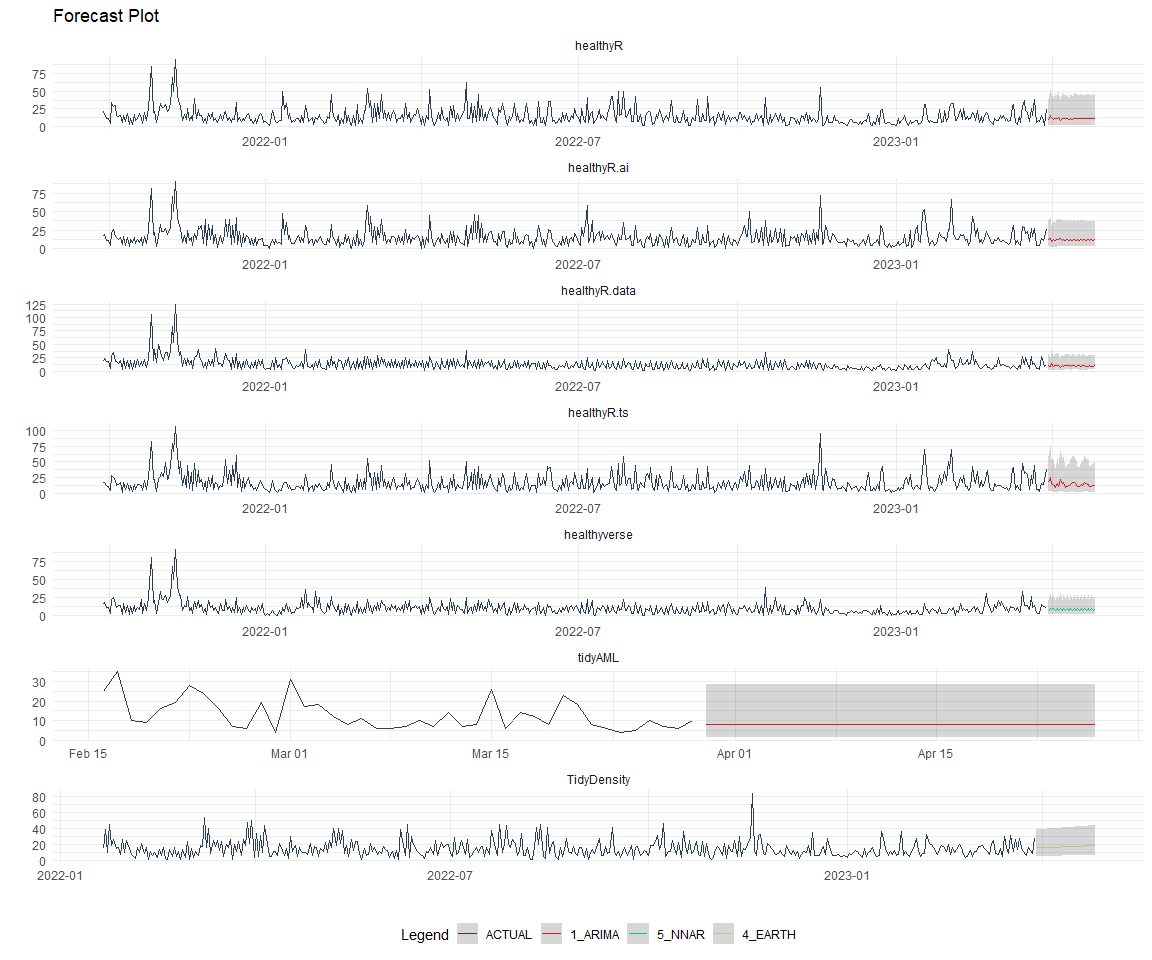 Forecast Plot
healthyR
75
50
25
0
2022-01 2022-07 2023-01
healthyR.ai
75
50
25
0
2022-01 2022-07 2023-01
healthyR.data
125
100
75
50
25
0
2022-01 2022-07 2023-01
healthyR.ts
100
75
50
25
0
2022-01 2022-07 2023-01
healthyverse
75
50
25
0
2022-01 2022-07 2023-01
tidyAML
30
20
10
0
Feb 15 Mar 01 Mar 15 Apr 01 Apr 15
TidyDensity
80
60
40
20
0
2022-01 2022-07 2023-01
Legend ACTUAL 1_ARIMA 5_NNAR 4_EARTH